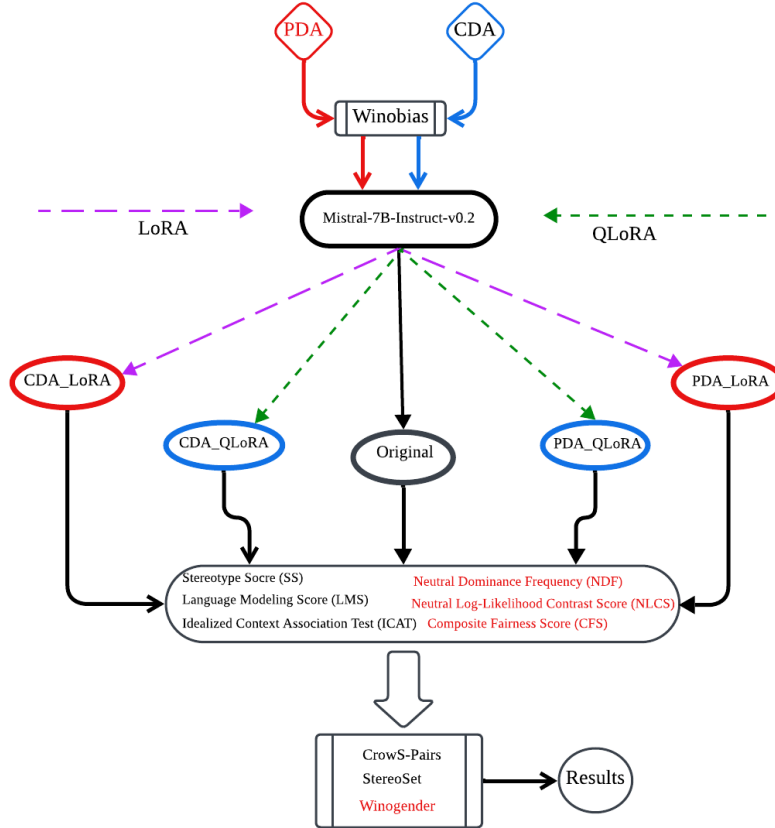 PDA
CDA
Winobias
Mistral-7B-Instruct-v0.2
LoRA
QLoRA
CDA_LoRA
PDA_LoRA
CDA_QLoRA
Original
PDA_QLoRA
Stereotype Socre (SS)
Language Modeling Score (LMS)
Idealized Context Association Test (ICAT)
Neutral Dominance Frequency (NDF)
Neutral Log-Likelihood Contrast Score (NLCS)
Composite Fairness Score (CFS)
CrowS-Pairs
StereoSet
Winogender
Results